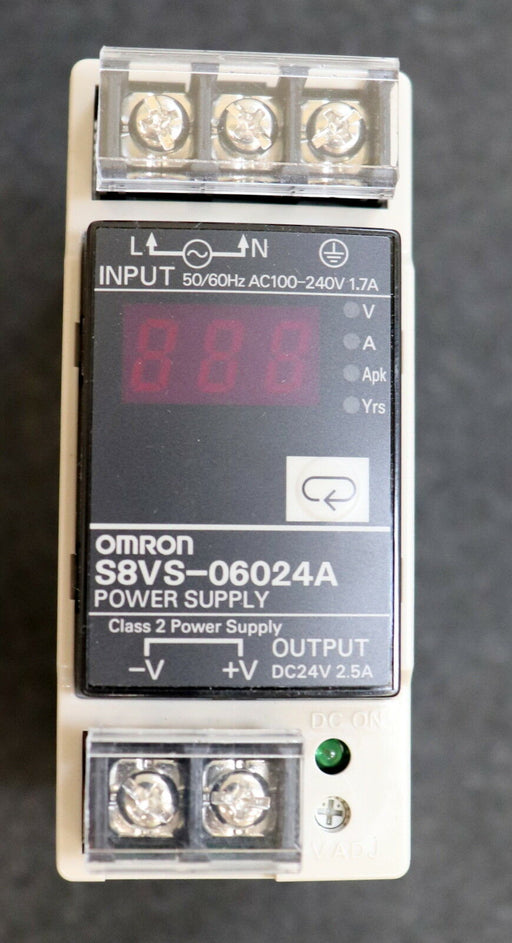 L N
INPUT 50/60Hz AC100-240V 1.7A
V
A
888
Apk
Yrs
OMRON
S8VS-06024A
POWER SUPPLY
Class 2 Power Supply
OUTPUT
-V +V DC24V 2.5A
DC ON
V.ADJ